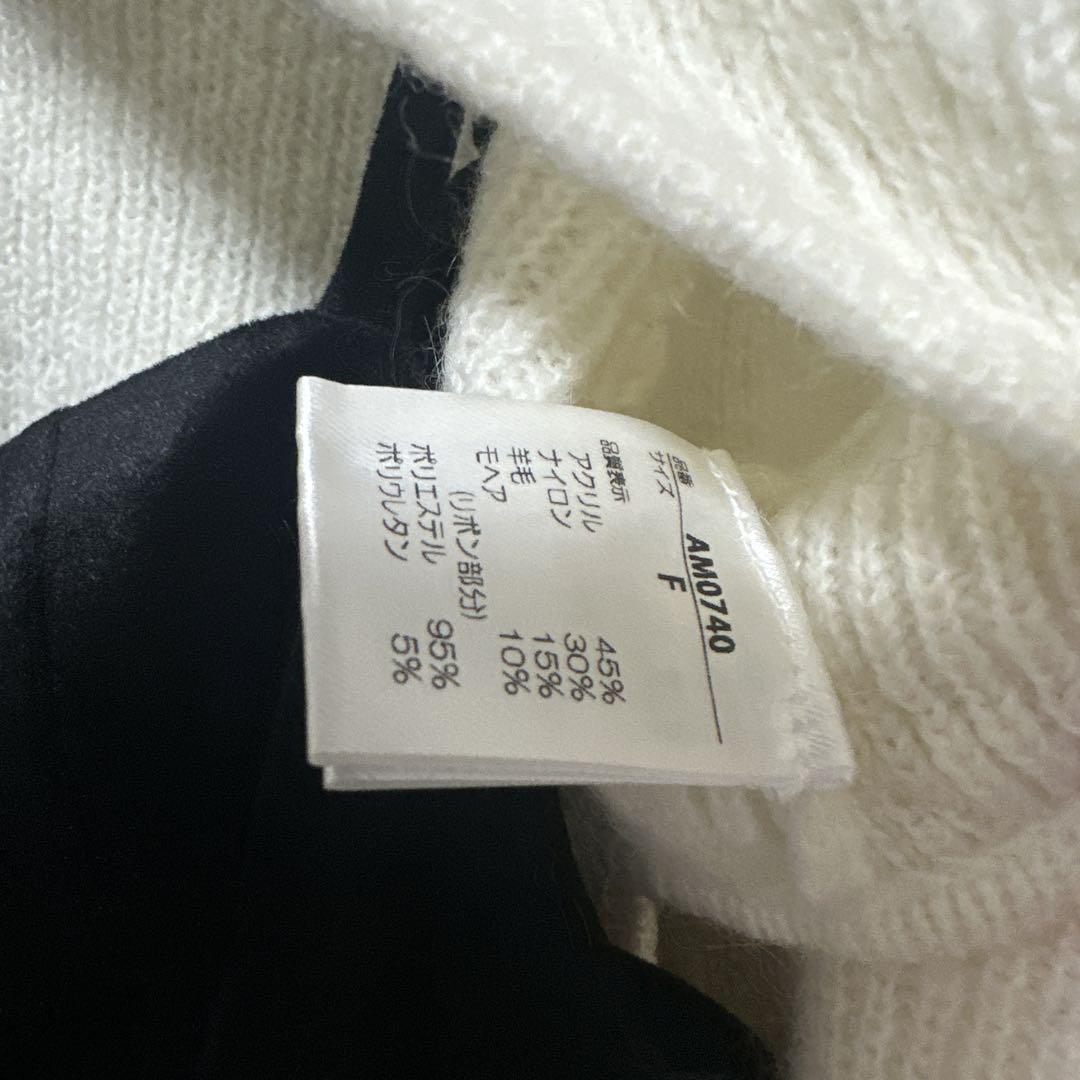 品番 AM0740
サイズ F
品質表示
アクリル 45%
ナイロン 30%
羊毛 15%
モヘア 10%
(リボン部分)
ポリエステル 95%
ポリウレタン 5%